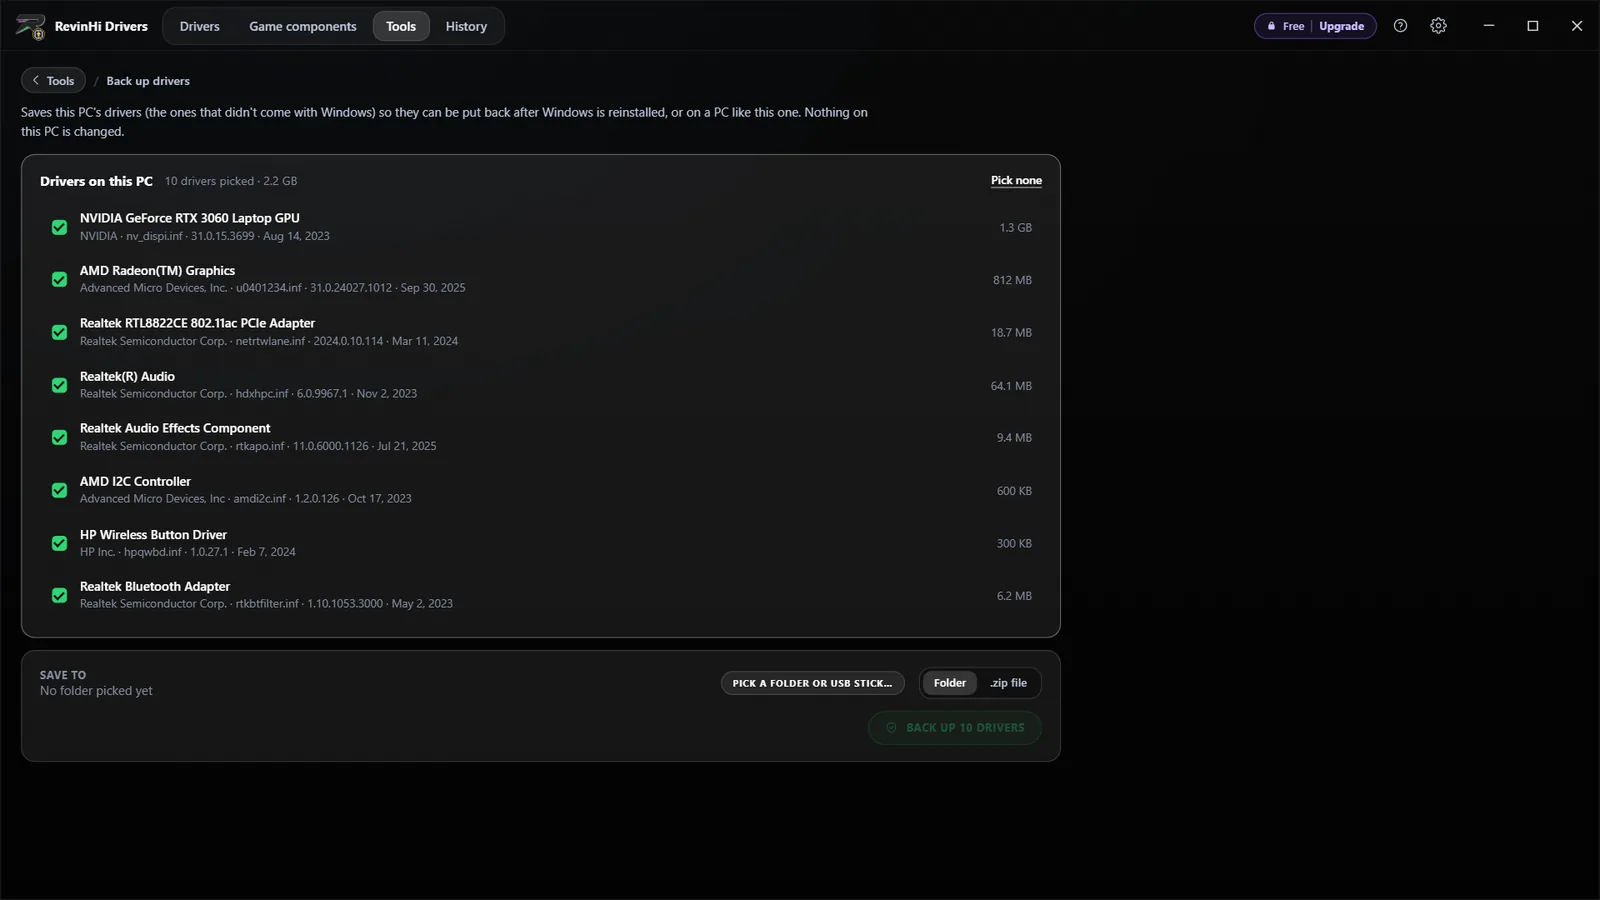 RevinHi Drivers
Drivers
Game components
Tools
History
Free
Upgrade
Tools
/
Back up drivers
Saves this PC's drivers (the ones that didn't come with Windows) so they can be put back after Windows is reinstalled, or on a PC like this one. Nothing on
this PC is changed.
Drivers on this PC
10 drivers picked · 2.2 GB
Pick none
NVIDIA GeForce RTX 3060 Laptop GPU
NVIDIA · nv_dispi.inf · 31.0.15.3699 · Aug 14, 2023
1.3 GB
AMD Radeon(TM) Graphics
Advanced Micro Devices, Inc. · u0401234.inf · 31.0.24027.1012 · Sep 30, 2025
812 MB
Realtek RTL8822CE 802.11ac PCIe Adapter
Realtek Semiconductor Corp. · netrtwlane.inf · 2024.0.10.114 · Mar 11, 2024
18.7 MB
Realtek(R) Audio
Realtek Semiconductor Corp. · hdxhpc.inf · 6.0.9967.1 · Nov 2, 2023
64.1 MB
Realtek Audio Effects Component
Realtek Semiconductor Corp. · rtkapo.inf · 11.0.6000.1126 · Jul 21, 2025
9.4 MB
AMD I2C Controller
Advanced Micro Devices, Inc · amdi2c.inf · 1.2.0.126 · Oct 17, 2023
600 KB
HP Wireless Button Driver
HP Inc. · hpqwbd.inf · 1.0.27.1 · Feb 7, 2024
300 KB
Realtek Bluetooth Adapter
Realtek Semiconductor Corp. · rtkbtfilter.inf · 1.10.1053.3000 · May 2, 2023
6.2 MB
SAVE TO
No folder picked yet
PICK A FOLDER OR USB STICK...
Folder
.zip file
BACK UP 10 DRIVERS